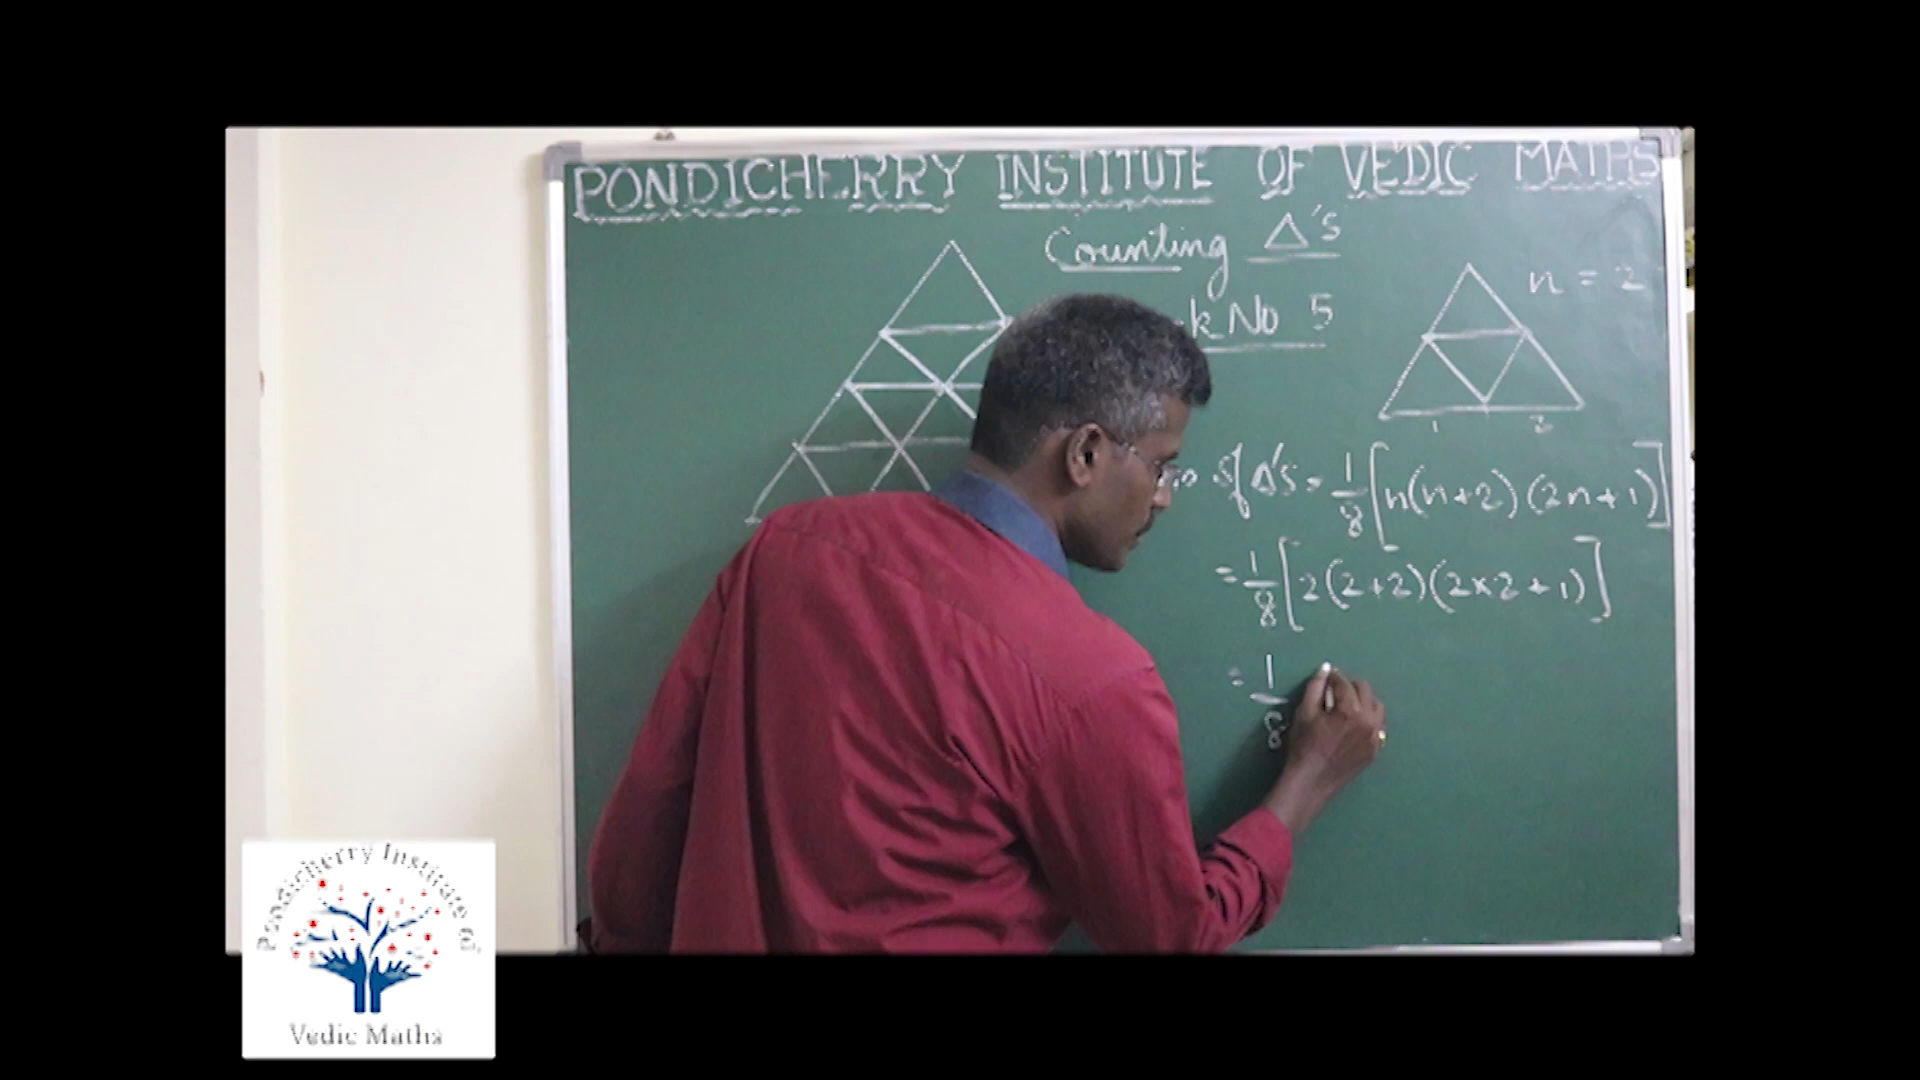 PONDICHERRY INSTITUTE OF VEDIC MATHS
Counting Δ's
k No 5
n = 2
1 2
no of Δ's = 1/8 [n(n+2)(2n+1)]
= 1/8 [2(2+2)(2×2+1)]
= 1/8
Pondicherry Institute of
Vedic Maths